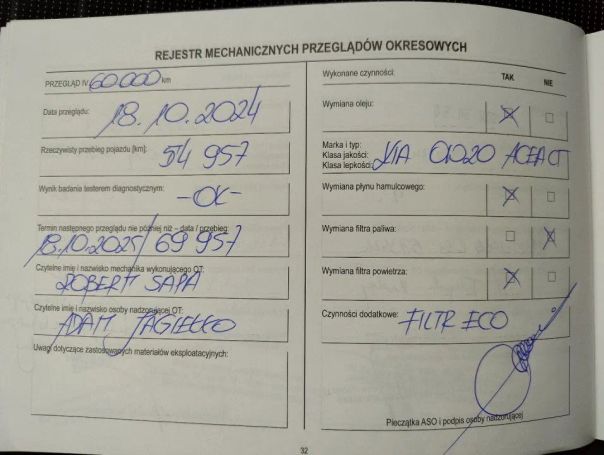 REJESTR MECHANICZNYCH PRZEGLĄDÓW OKRESOWYCH
PRZEGLĄD IV 60.000 km
Data przeglądu: 18.10.2024
Rzeczywisty przebieg pojazdu [km]: 54 957
Wynik badania testerem diagnostycznym: -OK-
Termin następnego przeglądu nie później niż – data / przebieg:
18.10.2025/69 957
Czytelne imię i nazwisko mechanika wykonującego OT:
ROBERT SAPA
Czytelne imię i nazwisko osoby nadzorującej OT:
ADAM JAGIEŁŁO
Uwagi dotyczące zastosowanych materiałów eksploatacyjnych:
Wykonane czynności: TAK NIE
Wymiana oleju:
Marka i typ:
Klasa jakości: KIA 0W20 ACEA C5
Klasa lepkości:
Wymiana płynu hamulcowego:
Wymiana filtra paliwa:
Wymiana filtra powietrza:
Czynności dodatkowe: FILTR ECO
Pieczątka ASO i podpis osoby nadzorującej
32